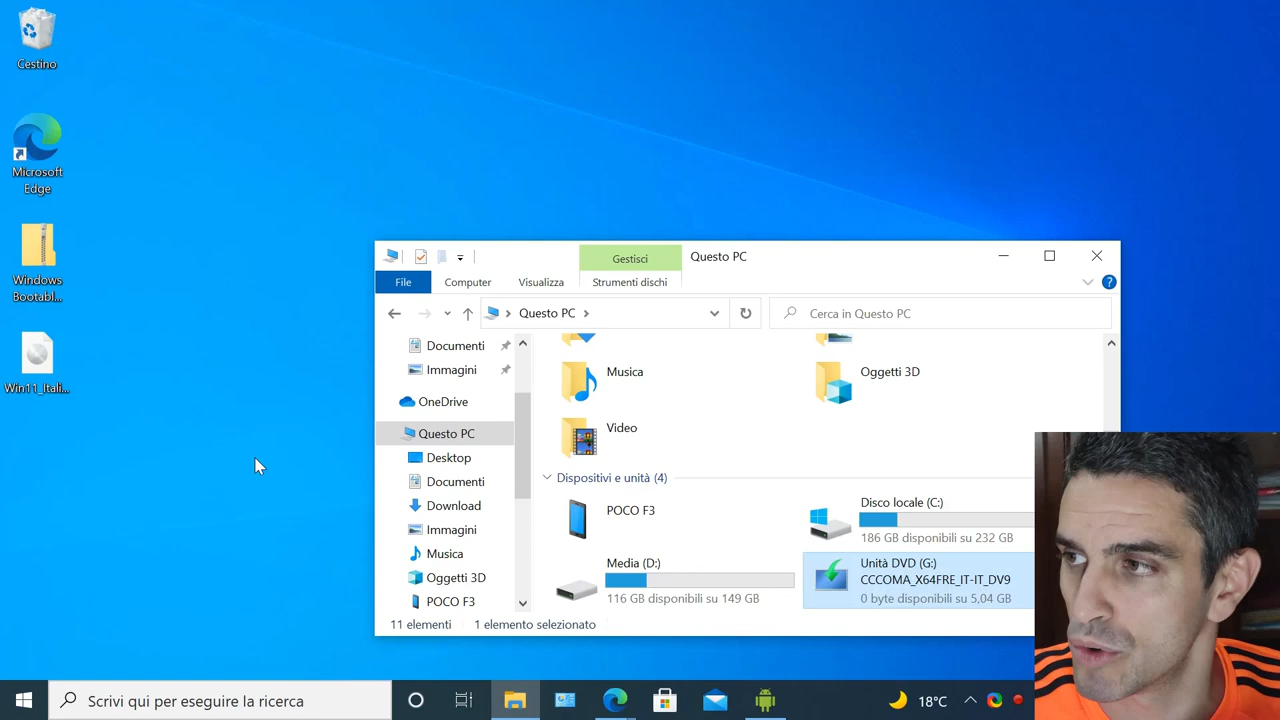 Cestino
Microsoft
Edge
Windows
Bootabl...
Win11_Itali...
Gestisci
Questo PC
File
Computer
Visualizza
Strumenti dischi
Questo PC
Cerca in Questo PC
Documenti
Immagini
OneDrive
Questo PC
Desktop
Documenti
Download
Immagini
Musica
Oggetti 3D
POCO F3
Musica
Oggetti 3D
Video
Dispositivi e unità (4)
POCO F3
Disco locale (C:)
186 GB disponibili su 232 GB
Media (D:)
116 GB disponibili su 149 GB
Unità DVD (G:)
CCCOMA_X64FRE_IT-IT_DV9
0 byte disponibili su 5,04 GB
11 elementi
1 elemento selezionato
Scrivi qui per eseguire la ricerca
18°C